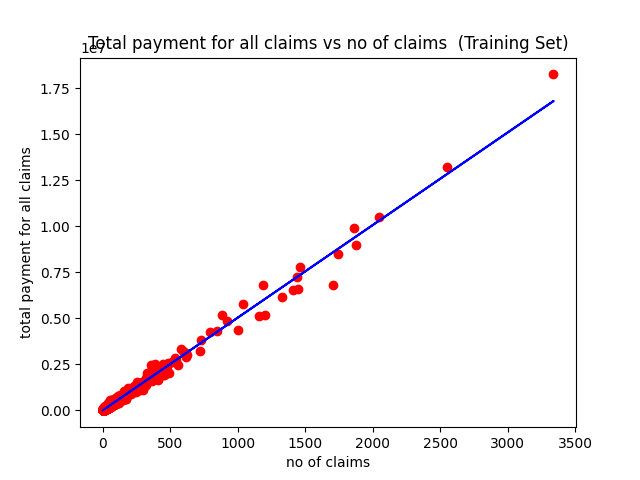 Total payment for all claims vs no of claims  (Training Set)
1e7
1.75
1.50
1.25
1.00
0.75
0.50
0.25
0.00
total payment for all claims
0 500 1000 1500 2000 2500 3000 3500
no of claims